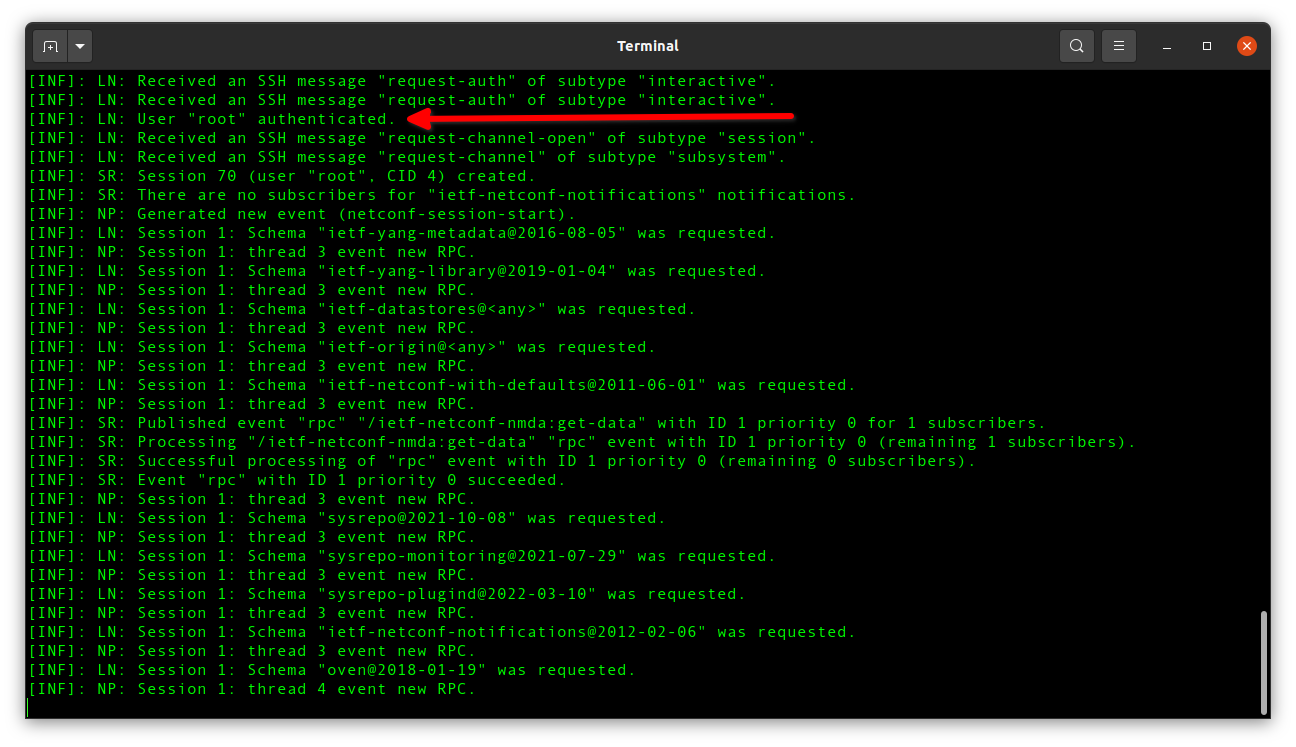 Terminal
[INF]: LN: Received an SSH message "request-auth" of subtype "interactive".
[INF]: LN: Received an SSH message "request-auth" of subtype "interactive".
[INF]: LN: User "root" authenticated.
[INF]: LN: Received an SSH message "request-channel-open" of subtype "session".
[INF]: LN: Received an SSH message "request-channel" of subtype "subsystem".
[INF]: SR: Session 70 (user "root", CID 4) created.
[INF]: SR: There are no subscribers for "ietf-netconf-notifications" notifications.
[INF]: NP: Generated new event (netconf-session-start).
[INF]: LN: Session 1: Schema "ietf-yang-metadata@2016-08-05" was requested.
[INF]: NP: Session 1: thread 3 event new RPC.
[INF]: LN: Session 1: Schema "ietf-yang-library@2019-01-04" was requested.
[INF]: NP: Session 1: thread 3 event new RPC.
[INF]: LN: Session 1: Schema "ietf-datastores@<any>" was requested.
[INF]: NP: Session 1: thread 3 event new RPC.
[INF]: LN: Session 1: Schema "ietf-origin@<any>" was requested.
[INF]: NP: Session 1: thread 3 event new RPC.
[INF]: LN: Session 1: Schema "ietf-netconf-with-defaults@2011-06-01" was requested.
[INF]: NP: Session 1: thread 3 event new RPC.
[INF]: SR: Published event "rpc" "/ietf-netconf-nmda:get-data" with ID 1 priority 0 for 1 subscribers.
[INF]: SR: Processing "/ietf-netconf-nmda:get-data" "rpc" event with ID 1 priority 0 (remaining 1 subscribers).
[INF]: SR: Successful processing of "rpc" event with ID 1 priority 0 (remaining 0 subscribers).
[INF]: SR: Event "rpc" with ID 1 priority 0 succeeded.
[INF]: NP: Session 1: thread 3 event new RPC.
[INF]: LN: Session 1: Schema "sysrepo@2021-10-08" was requested.
[INF]: NP: Session 1: thread 3 event new RPC.
[INF]: LN: Session 1: Schema "sysrepo-monitoring@2021-07-29" was requested.
[INF]: NP: Session 1: thread 3 event new RPC.
[INF]: LN: Session 1: Schema "sysrepo-plugind@2022-03-10" was requested.
[INF]: NP: Session 1: thread 3 event new RPC.
[INF]: LN: Session 1: Schema "ietf-netconf-notifications@2012-02-06" was requested.
[INF]: NP: Session 1: thread 3 event new RPC.
[INF]: LN: Session 1: Schema "oven@2018-01-19" was requested.
[INF]: NP: Session 1: thread 4 event new RPC.